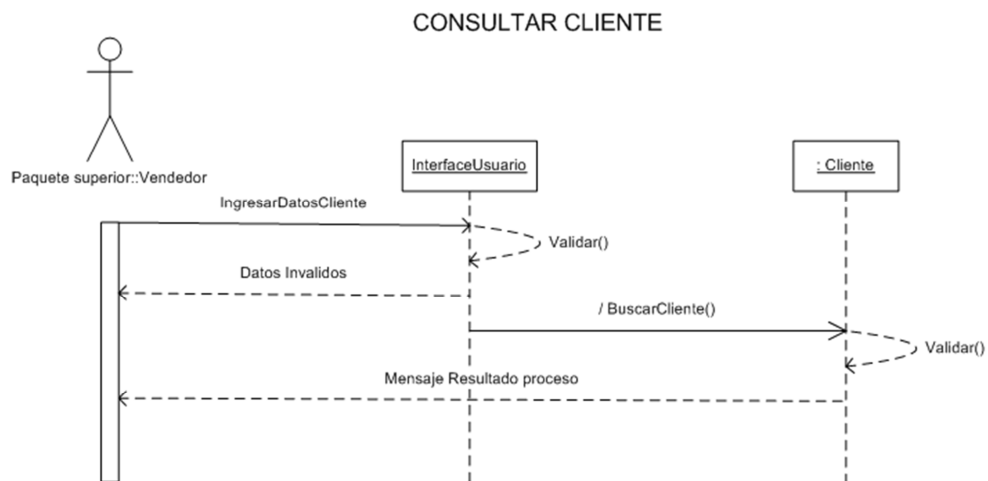 CONSULTAR CLIENTE
Paquete superior::Vendedor
InterfaceUsuario
: Cliente
IngresarDatosCliente
Validar()
Datos Invalidos
/ BuscarCliente()
Validar()
Mensaje Resultado proceso